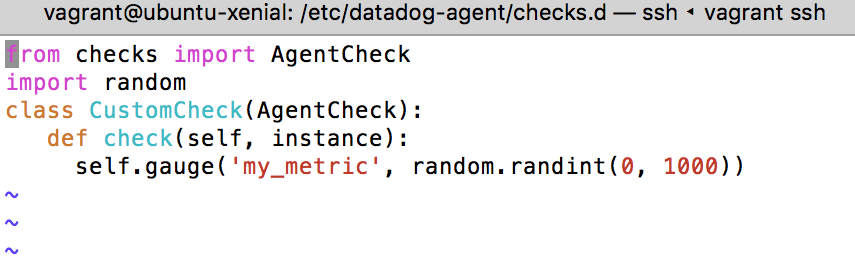 vagrant@ubuntu-xenial: /etc/datadog-agent/checks.d — ssh ◂ vagrant ssh
from checks import AgentCheck
import random
class CustomCheck(AgentCheck):
   def check(self, instance):
     self.gauge('my_metric', random.randint(0, 1000))
~
~
~